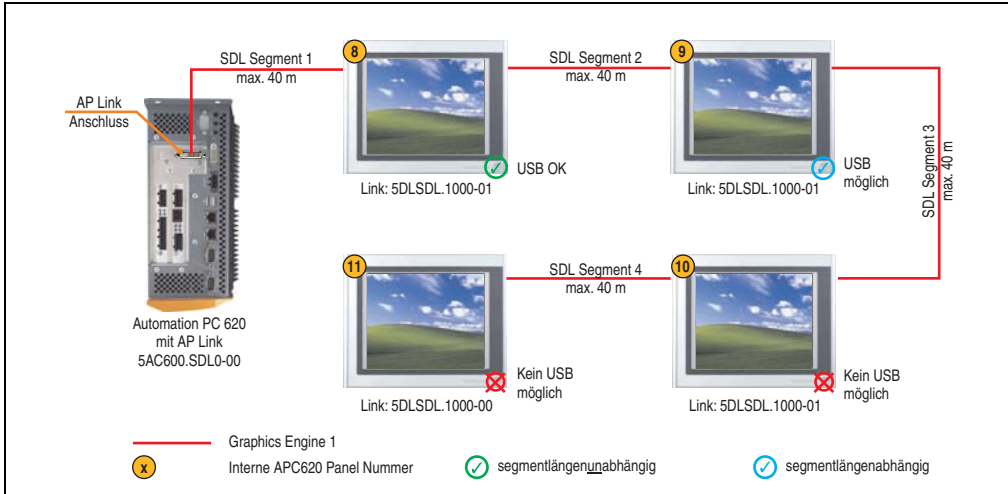 SDL Segment 1
max. 40 m
8
SDL Segment 2
max. 40 m
9
AP Link
Anschluss
USB OK
Link: 5DLSDL.1000-01
USB
möglich
Link: 5DLSDL.1000-01
SDL Segment 3
max. 40 m
11
SDL Segment 4
max. 40 m
10
Automation PC 620
mit AP Link
5AC600.SDL0-00
Kein USB
möglich
Link: 5DLSDL.1000-00
Kein USB
möglich
Link: 5DLSDL.1000-01
Graphics Engine 1
x
Interne APC620 Panel Nummer
segmentlängenunabhängig
segmentlängenabhängig